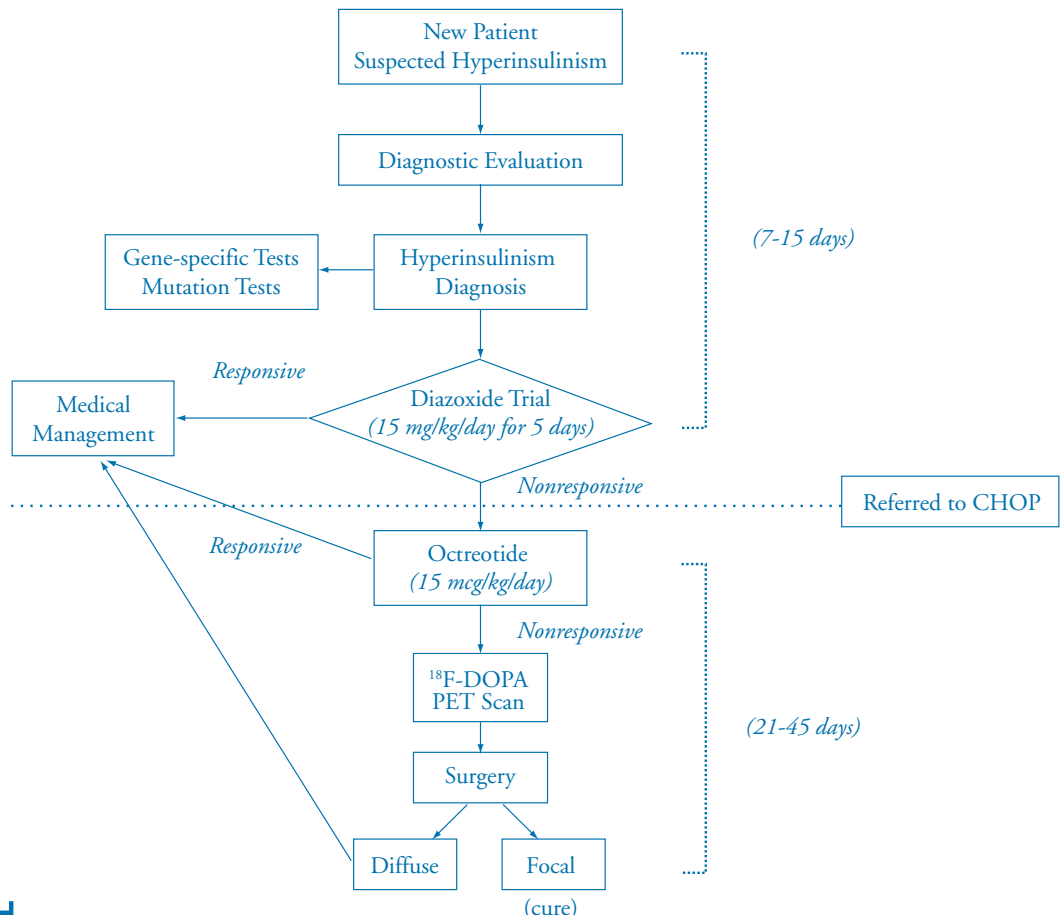 New Patient
Suspected Hyperinsulinism
Diagnostic Evaluation
(7-15 days)
Gene-specific Tests
Mutation Tests
Hyperinsulinism
Diagnosis
Responsive
Medical
Management
Diazoxide Trial
(15 mg/kg/day for 5 days)
Nonresponsive
Referred to CHOP
Responsive
Octreotide
(15 mcg/kg/day)
Nonresponsive
¹⁸F-DOPA
PET Scan
(21-45 days)
Surgery
Diffuse
Focal
(cure)